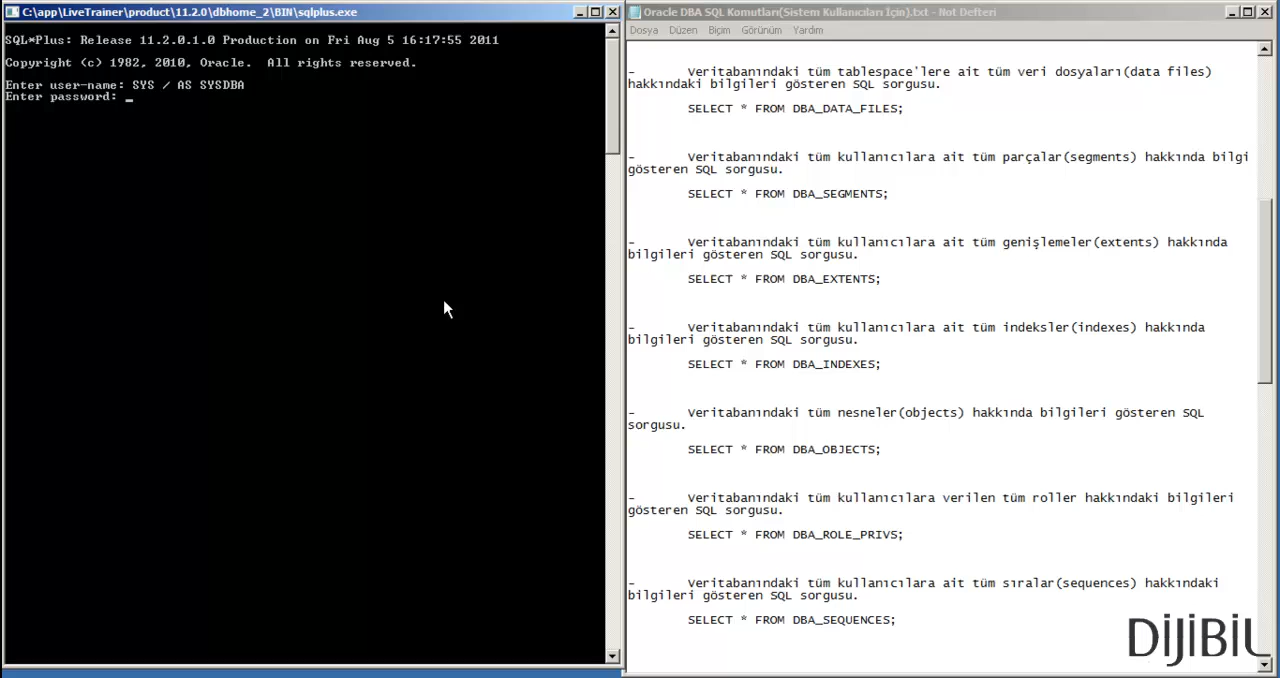 C:\app\LiveTrainer\product\11.2.0\dbhome_2\BIN\sqlplus.exe
SQL*Plus: Release 11.2.0.1.0 Production on Fri Aug 5 16:17:55 2011
Copyright (c) 1982, 2010, Oracle.  All rights reserved.
Enter user-name: SYS / AS SYSDBA
Enter password: _
Oracle DBA SQL Komutları(Sistem Kullanıcıları İçin).txt - Not Defteri
Dosya Düzen Biçim Görünüm Yardım
- Veritabanındaki tüm tablespace'lere ait tüm veri dosyaları(data files)
hakkındaki bilgileri gösteren SQL sorgusu.
SELECT * FROM DBA_DATA_FILES;
- Veritabanındaki tüm kullanıcılara ait tüm parçalar(segments) hakkında bilgi
gösteren SQL sorgusu.
SELECT * FROM DBA_SEGMENTS;
- Veritabanındaki tüm kullanıcılara ait tüm genişlemeler(extents) hakkında
bilgileri gösteren SQL sorgusu.
SELECT * FROM DBA_EXTENTS;
- Veritabanındaki tüm kullanıcılara ait tüm indeksler(indexes) hakkında
bilgileri gösteren SQL sorgusu.
SELECT * FROM DBA_INDEXES;
- Veritabanındaki tüm nesneler(objects) hakkında bilgileri gösteren SQL
sorgusu.
SELECT * FROM DBA_OBJECTS;
- Veritabanındaki tüm kullanıcılara verilen tüm roller hakkındaki bilgileri
gösteren SQL sorgusu.
SELECT * FROM DBA_ROLE_PRIVS;
- Veritabanındaki tüm kullanıcılara ait tüm sıralar(sequences) hakkındaki
bilgileri gösteren SQL sorgusu.
SELECT * FROM DBA_SEQUENCES;
DiJiBiL